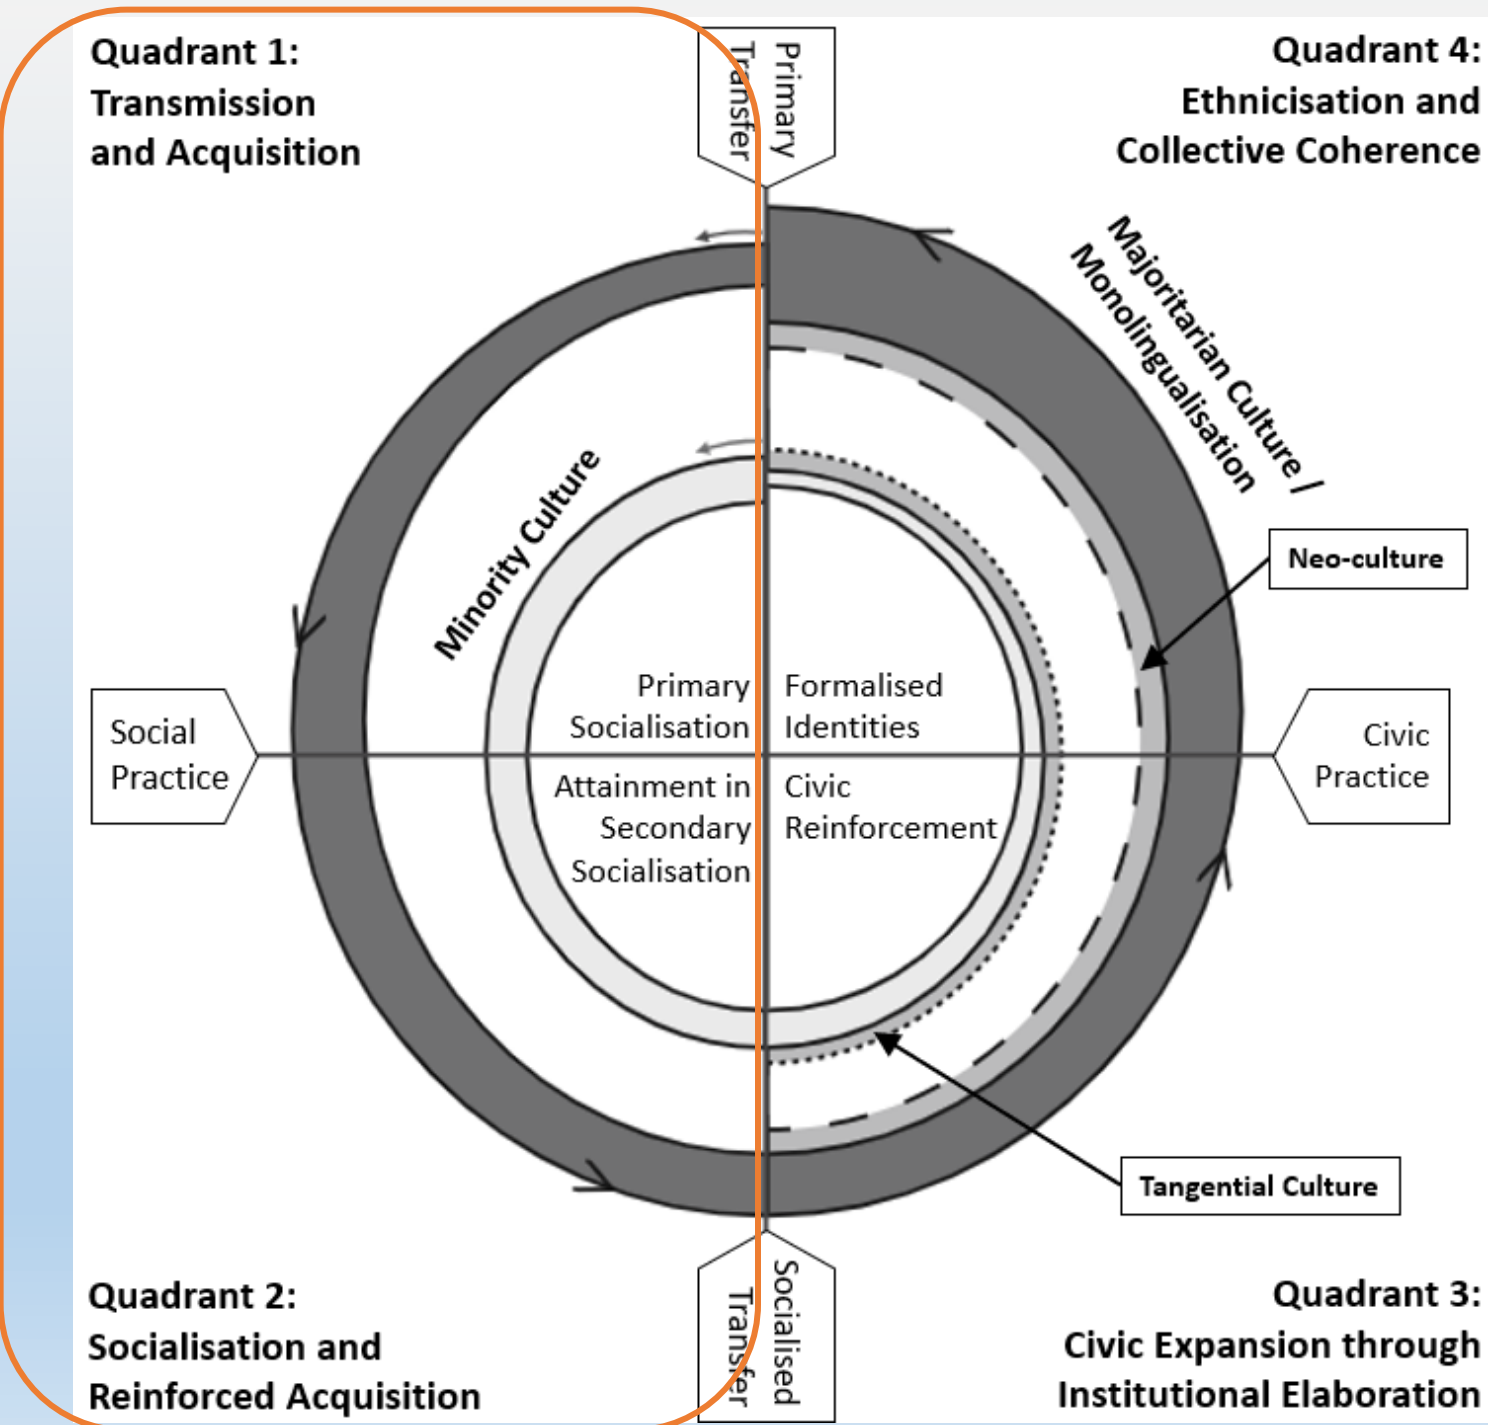 Quadrant 1:
Transmission
and Acquisition
Primary
Transfer
Quadrant 4:
Ethnicisation and
Collective Coherence
Majoritarian Culture /
Monolingualisation
Minority Culture
Neo-culture
Primary
Socialisation
Formalised
Identities
Social
Practice
Civic
Practice
Attainment in
Secondary
Socialisation
Civic
Reinforcement
Tangential Culture
Socialised
Transfer
Quadrant 2:
Socialisation and
Reinforced Acquisition
Quadrant 3:
Civic Expansion through
Institutional Elaboration